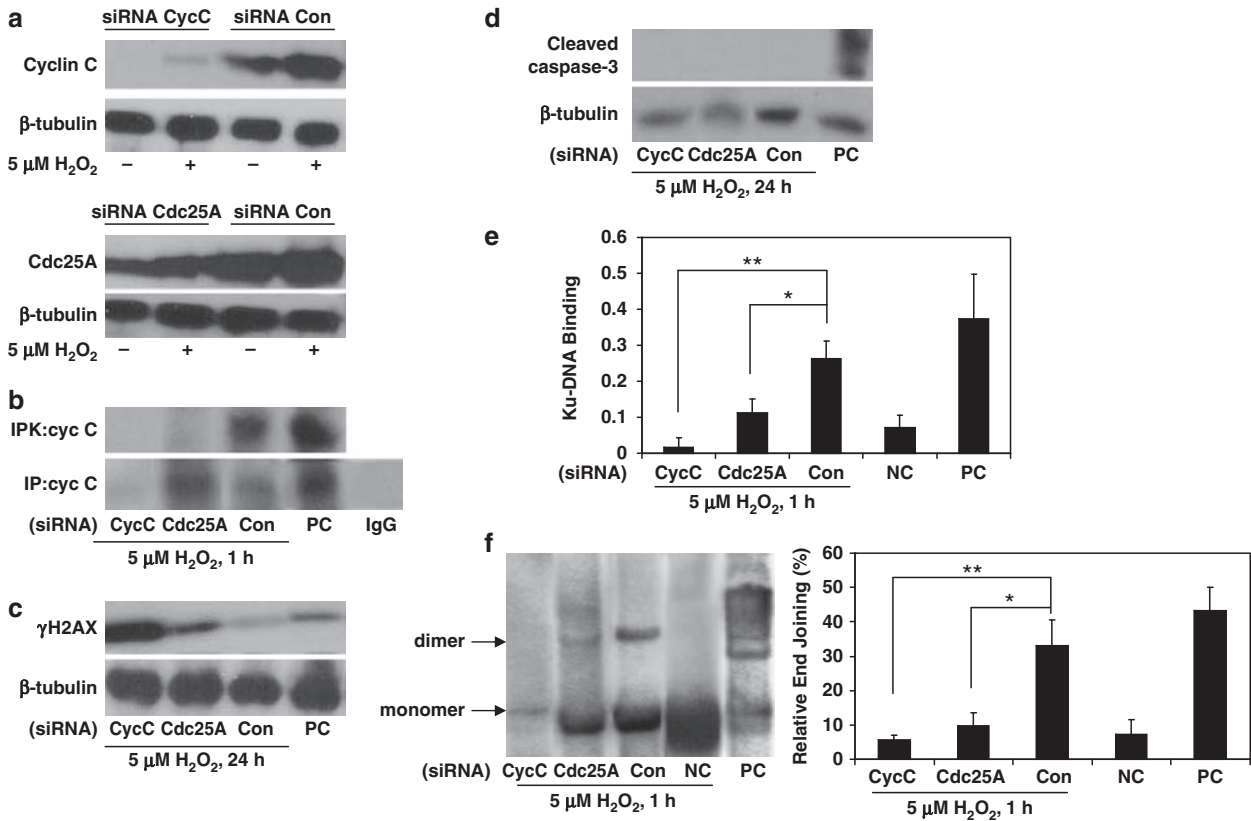 a
siRNA CycC siRNA Con
Cyclin C
β-tubulin
5 µM H₂O₂ – + – +
siRNA Cdc25A siRNA Con
Cdc25A
β-tubulin
5 µM H₂O₂ – + – +
b
IPK:cyc C
IP:cyc C
(siRNA) CycC Cdc25A Con PC IgG
5 µM H₂O₂, 1 h
c
γH2AX
β-tubulin
(siRNA) CycC Cdc25A Con PC
5 µM H₂O₂, 24 h
d
Cleaved
caspase-3
β-tubulin
(siRNA) CycC Cdc25A Con PC
5 µM H₂O₂, 24 h
e
Ku-DNA Binding
0.6
0.5
0.4
0.3
0.2
0.1
0
**
*
(siRNA) CycC Cdc25A Con NC PC
5 µM H₂O₂, 1 h
f
dimer
monomer
(siRNA) CycC Cdc25A Con NC PC
5 µM H₂O₂, 1 h
Relative End Joining (%)
60
50
40
30
20
10
0
**
*
CycC Cdc25A Con NC PC
5 µM H₂O₂, 1 h